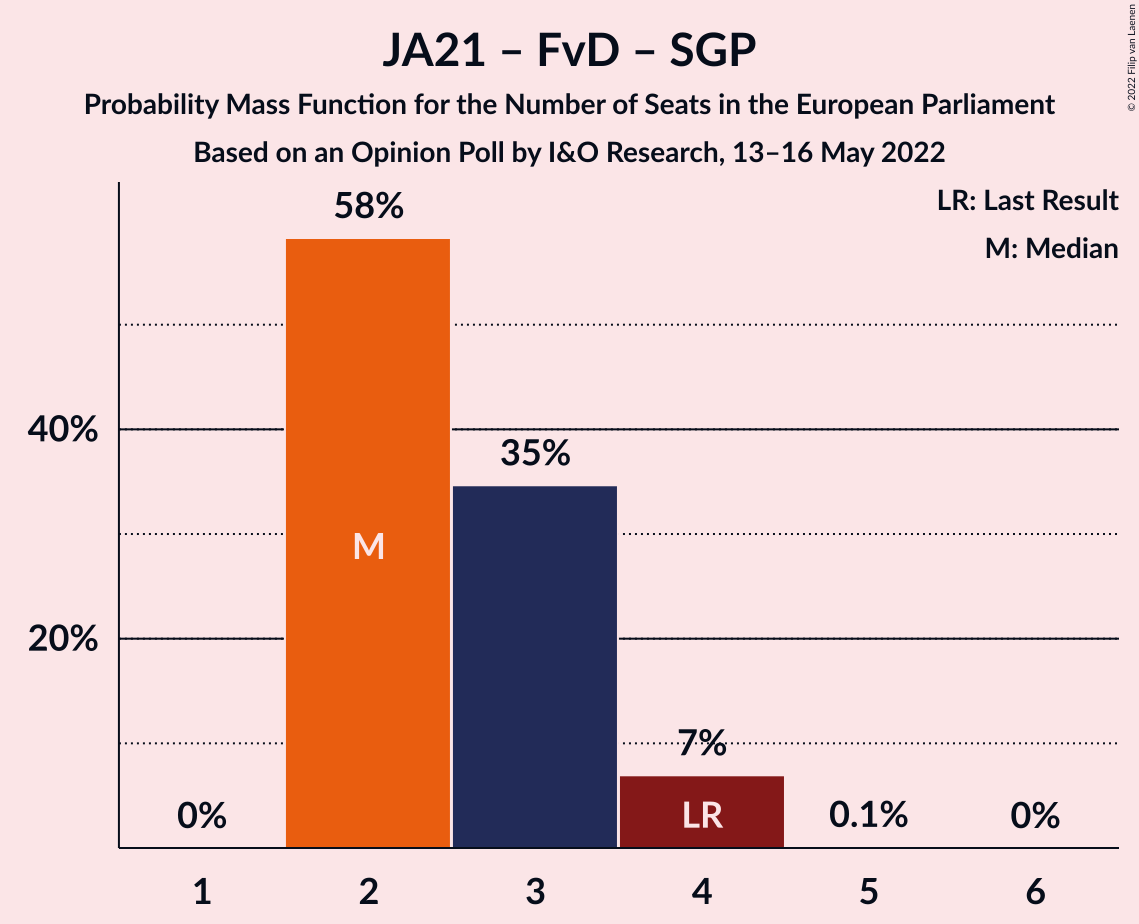 JA21 – FvD – SGP
Probability Mass Function for the Number of Seats in the European Parliament
Based on an Opinion Poll by I&O Research, 13–16 May 2022
© 2022 Filip van Laenen
LR: Last Result
M: Median
58%
40%
35%
M
20%
7%
0%
LR
0.1%
0%
1
2
3
4
5
6